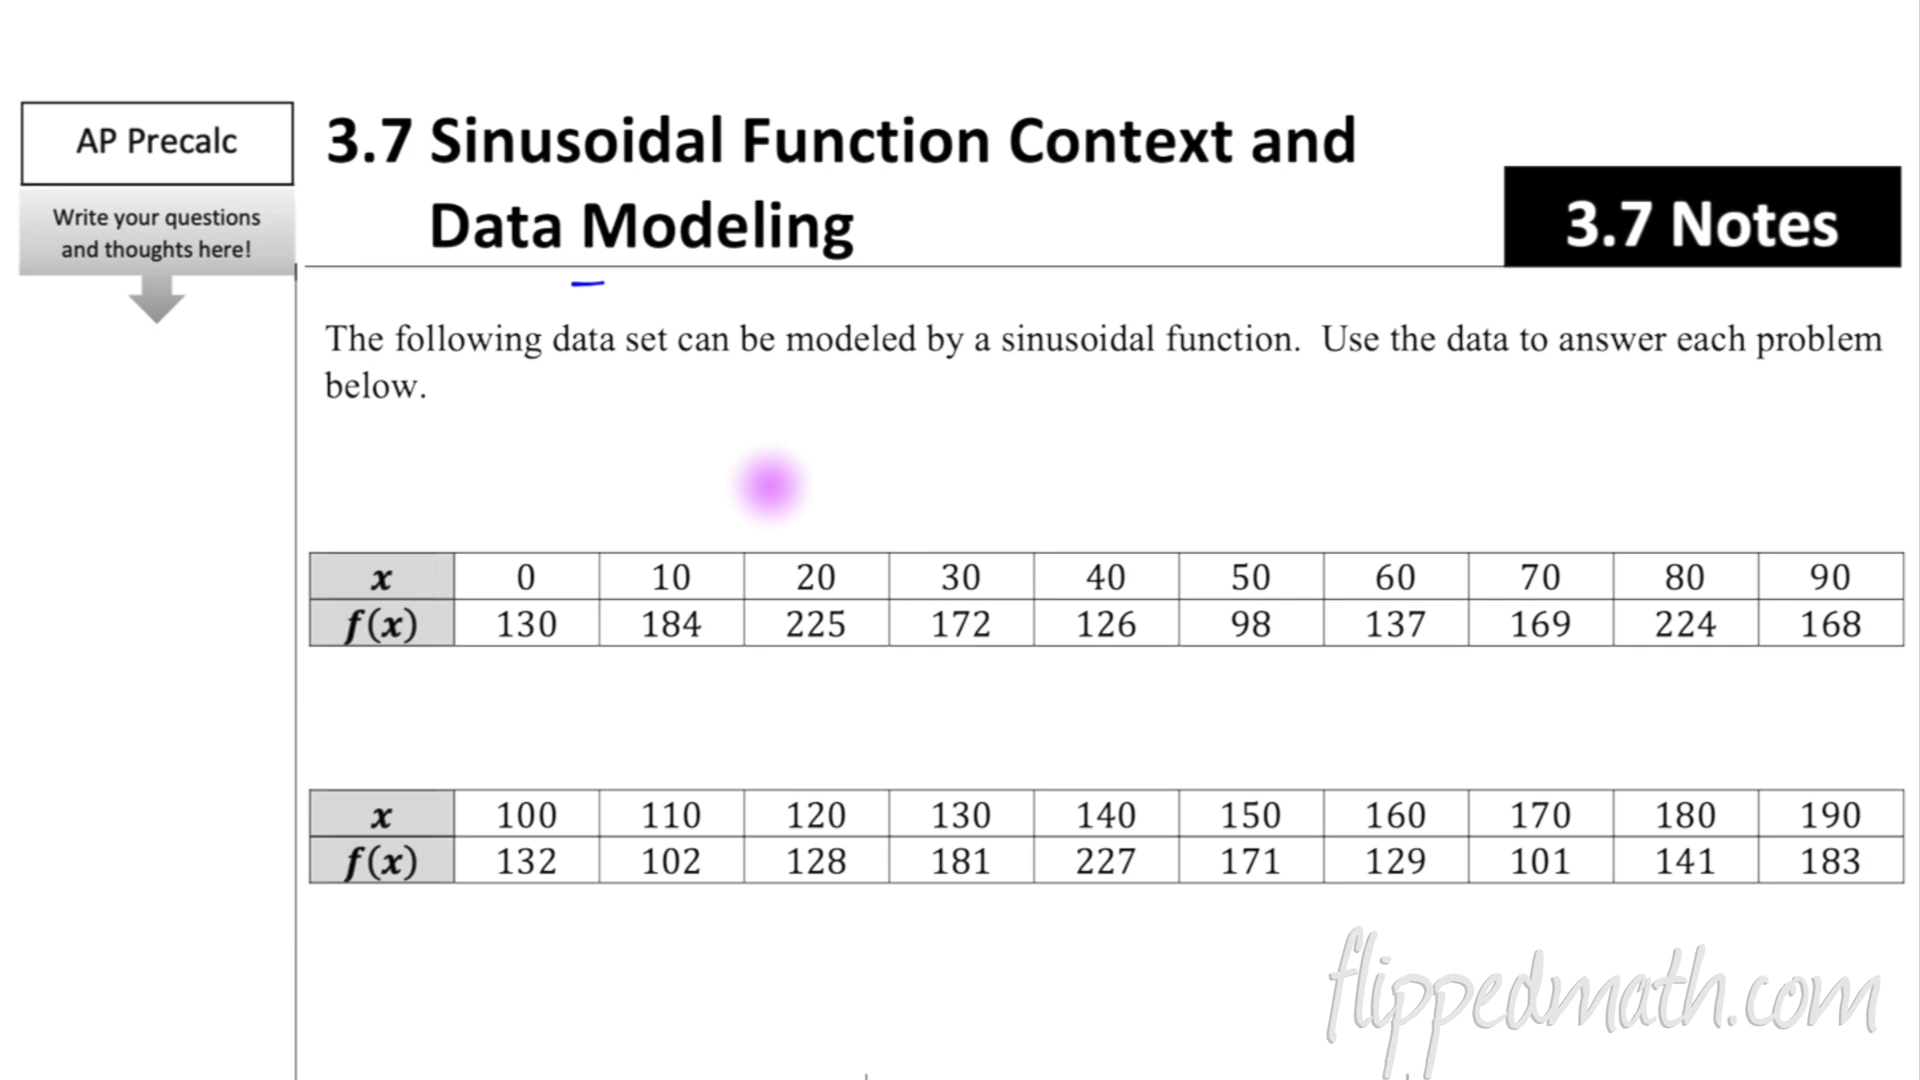 AP Precalc
Write your questions
and thoughts here!
3.7 Sinusoidal Function Context and
Data Modeling
3.7 Notes
The following data set can be modeled by a sinusoidal function. Use the data to answer each problem
below.
x 0 10 20 30 40 50 60 70 80 90
f(x) 130 184 225 172 126 98 137 169 224 168
x 100 110 120 130 140 150 160 170 180 190
f(x) 132 102 128 181 227 171 129 101 141 183
flippedmath.com